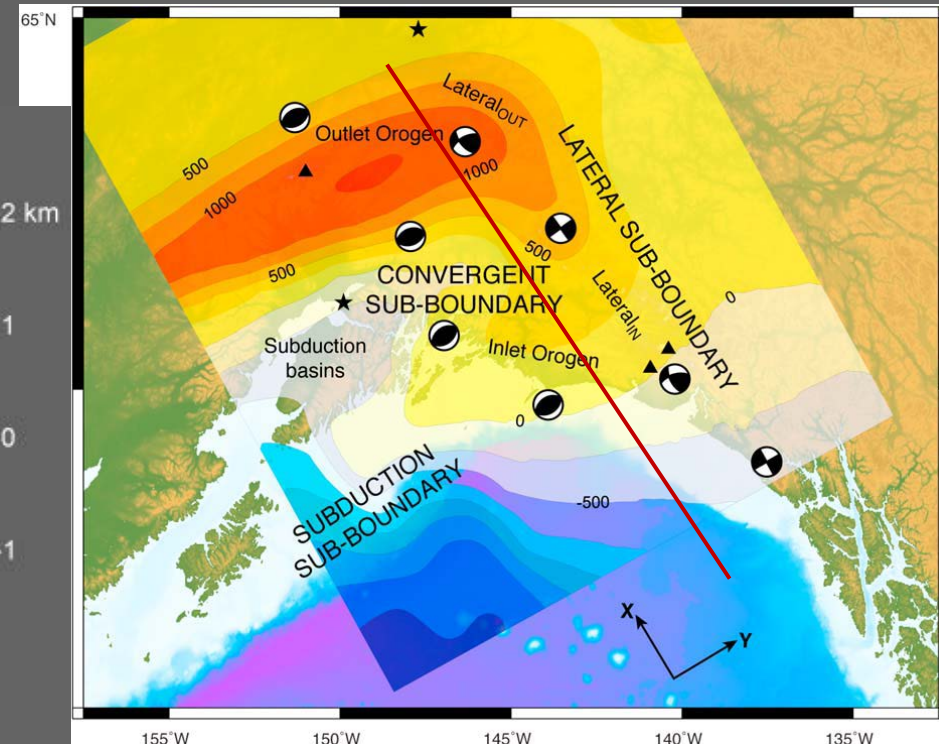 65°N
2 km
1
0
-1
Lateral OUT
Outlet Orogen
500
1000
1000
LATERAL SUB-BOUNDARY
500
500
CONVERGENT
SUB-BOUNDARY
Lateral IN
0
Subduction
basins
Inlet Orogen
0
SUBDUCTION
SUB-BOUNDARY
-500
X
Y
155°W
150°W
145°W
140°W
135°W